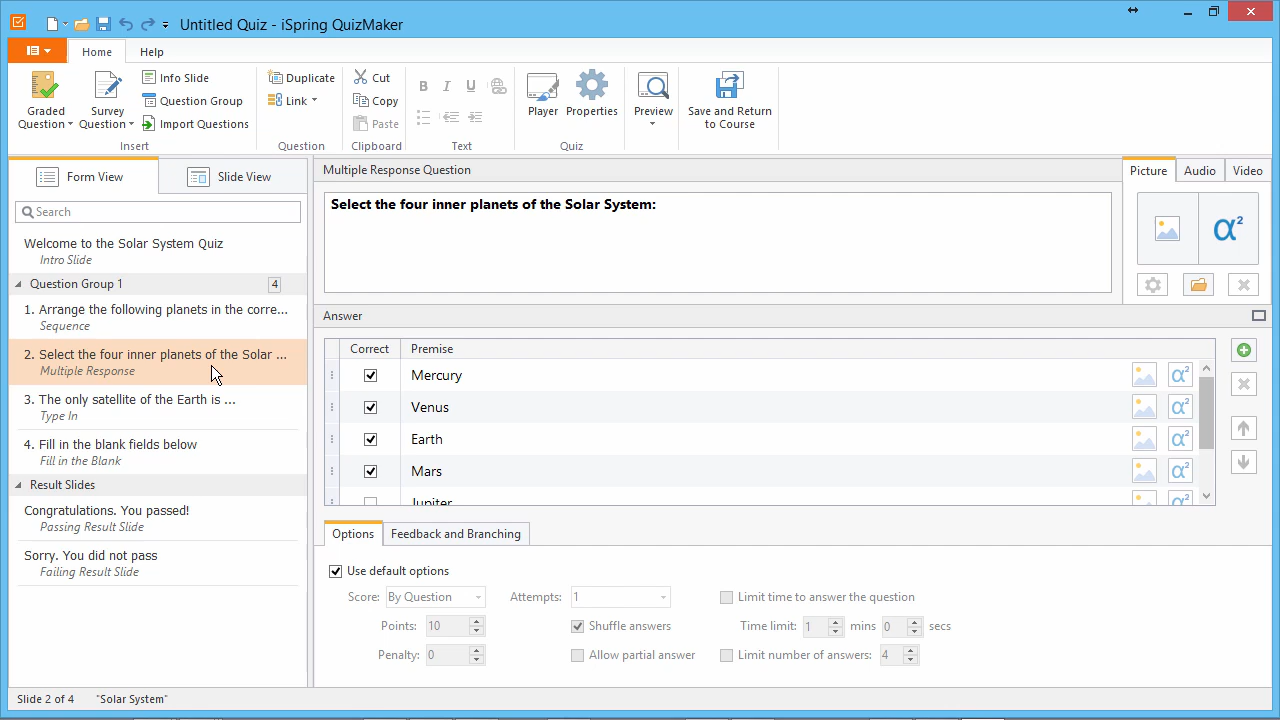 Untitled Quiz - iSpring QuizMaker
Home
Help
Graded Question
Survey Question
Info Slide
Question Group
Import Questions
Insert
Duplicate
Link
Question
Cut
Copy
Paste
Clipboard
B I U
Text
Player
Properties
Quiz
Preview
Save and Return to Course
Form View
Slide View
Search
Welcome to the Solar System Quiz
Intro Slide
Question Group 1
4
1. Arrange the following planets in the corre...
Sequence
2. Select the four inner planets of the Solar ...
Multiple Response
3. The only satellite of the Earth is ...
Type In
4. Fill in the blank fields below
Fill in the Blank
Result Slides
Congratulations. You passed!
Passing Result Slide
Sorry. You did not pass
Failing Result Slide
Multiple Response Question
Select the four inner planets of the Solar System:
Picture
Audio
Video
α²
Answer
Correct
Premise
Mercury
α²
Venus
α²
Earth
α²
Mars
α²
Jupiter
α²
Options
Feedback and Branching
Use default options
Score: By Question
Attempts: 1
Limit time to answer the question
Points: 10
Shuffle answers
Time limit: 1 mins 0 secs
Penalty: 0
Allow partial answer
Limit number of answers: 4
Slide 2 of 4
"Solar System"